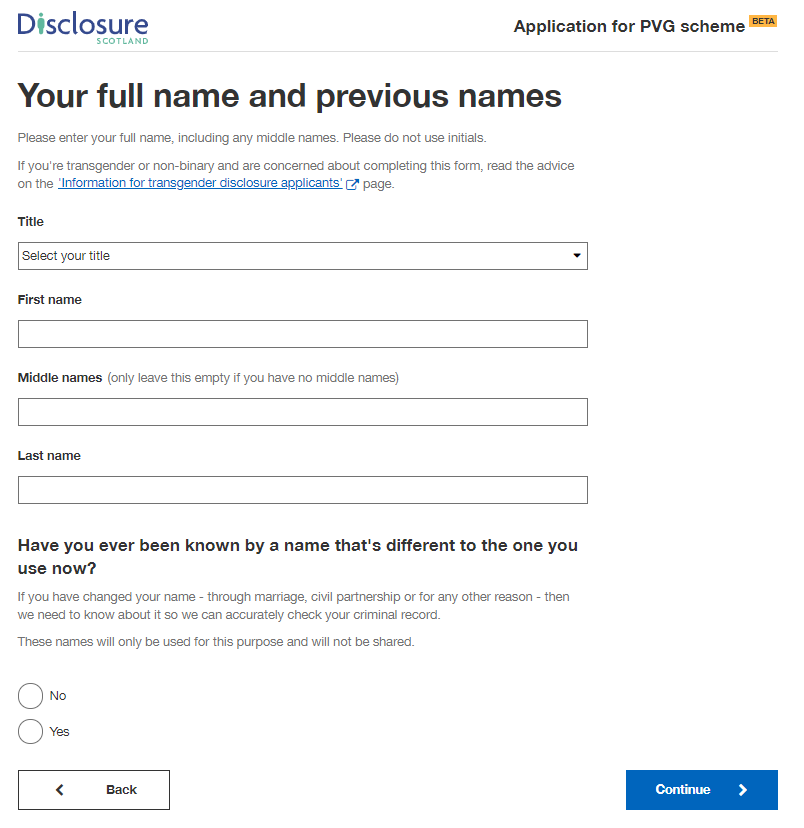 Disclosure
SCOTLAND
Application for PVG scheme BETA
Your full name and previous names
Please enter your full name, including any middle names. Please do not use initials.
If you're transgender or non-binary and are concerned about completing this form, read the advice
on the 'Information for transgender disclosure applicants' page.
Title
Select your title
First name
Middle names (only leave this empty if you have no middle names)
Last name
Have you ever been known by a name that's different to the one you
use now?
If you have changed your name - through marriage, civil partnership or for any other reason - then
we need to know about it so we can accurately check your criminal record.
These names will only be used for this purpose and will not be shared.
No
Yes
Back
Continue